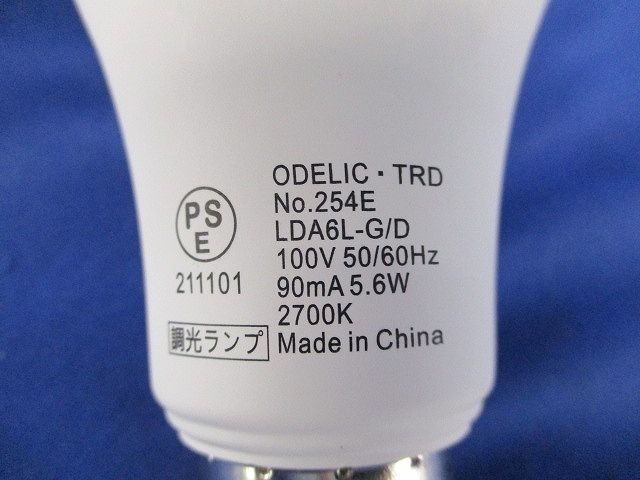 PS
E
211101
調光ランプ
ODELIC・TRD
No.254E
LDA6L-G/D
100V 50/60Hz
90mA 5.6W
2700K
Made in China